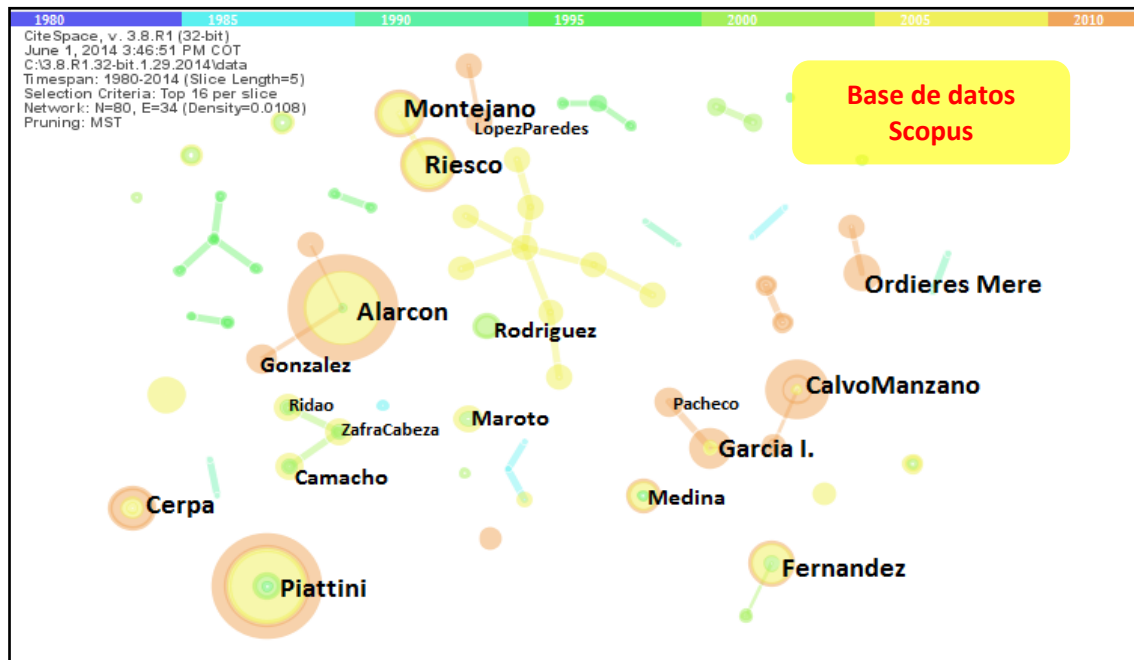 1980 1985 1990 1995 2000 2005 2010
CiteSpace, v. 3.8.R1 (32-bit)
June 1, 2014 3:46:51 PM COT
C:\3.8.R1.32-bit.1.29.2014\data
Timespan: 1980-2014 (Slice Length=5)
Selection Criteria: Top 16 per slice
Network: N=80, E=34 (Density=0.0108)
Pruning: MST
Base de datos
Scopus
Montejano
LopezParedes
Riesco
Ordieres Mere
Alarcon
Rodriguez
Gonzalez
CalvoManzano
Ridao
Pacheco
Maroto
ZafraCabeza
Garcia I.
Camacho
Medina
Cerpa
Fernandez
Piattini